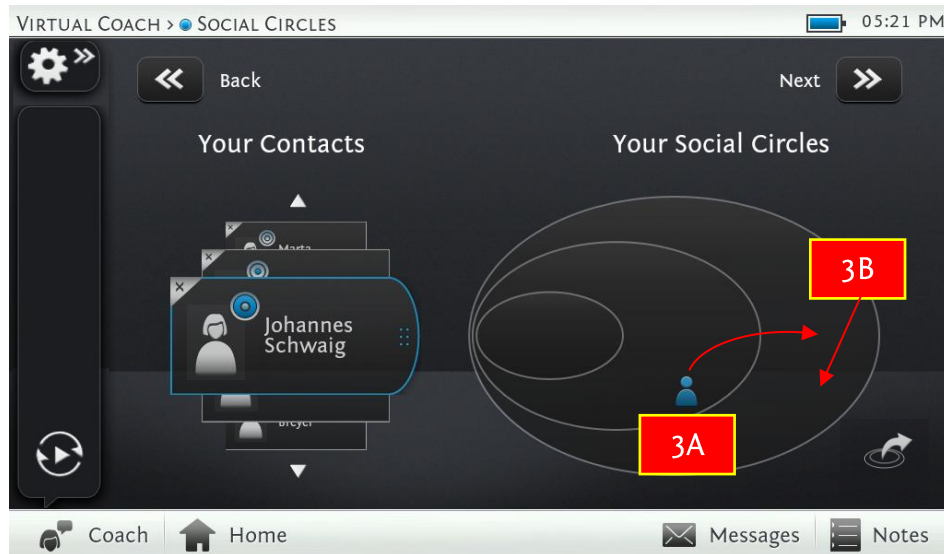 VIRTUAL COACH > SOCIAL CIRCLES
05:21 PM
Back
Next
Your Contacts
Your Social Circles
Marta
Johannes
Schwaig
Breyer
3B
3A
Coach
Home
Messages
Notes